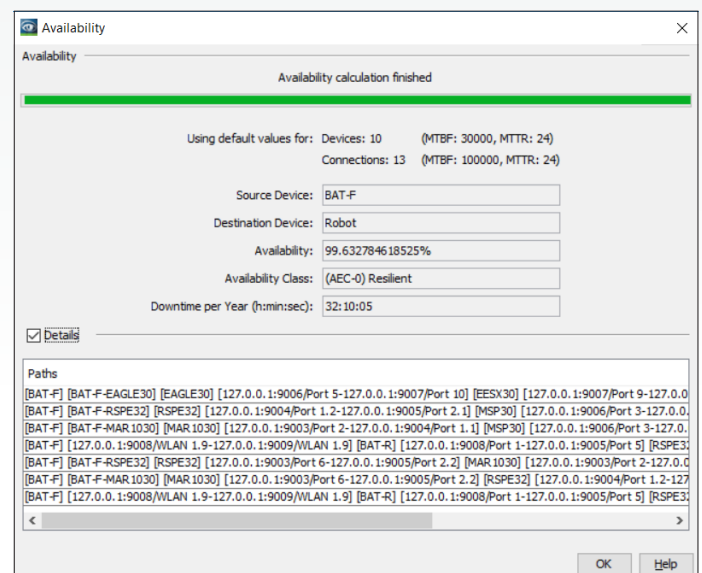 Availability
Availability
Availability calculation finished
Using default values for: Devices: 10 (MTBF: 30000, MTTR: 24)
Connections: 13 (MTBF: 100000, MTTR: 24)
Source Device: BAT-F
Destination Device: Robot
Availability: 99.632784618525%
Availability Class: (AEC-0) Resilient
Downtime per Year (h:min:sec): 32:10:05
Details
Paths
[BAT-F] [BAT-F-EAGLE30] [EAGLE30] [127.0.0.1:9006/Port 5-127.0.0.1:9007/Port 10] [EESX30] [127.0.0.1:9007/Port 9-127.0.0
[BAT-F] [BAT-F-RSPE32] [RSPE32] [127.0.0.1:9004/Port 1.2-127.0.0.1:9005/Port 2.1] [MSP30] [127.0.0.1:9006/Port 3-127.0.
[BAT-F] [BAT-F-MAR1030] [MAR1030] [127.0.0.1:9003/Port 2-127.0.0.1:9004/Port 1.1] [MSP30] [127.0.0.1:9006/Port 3-127.0.
[BAT-F] [127.0.0.1:9008/WLAN 1.9-127.0.0.1:9009/WLAN 1.9] [BAT-R] [127.0.0.1:9008/Port 1-127.0.0.1:9005/Port 5] [RSPE32
[BAT-F] [BAT-F-RSPE32] [RSPE32] [127.0.0.1:9003/Port 6-127.0.0.1:9005/Port 2.2] [MAR1030] [127.0.0.1:9003/Port 2-127.0.0
[BAT-F] [BAT-F-MAR1030] [MAR1030] [127.0.0.1:9003/Port 6-127.0.0.1:9005/Port 2.2] [RSPE32] [127.0.0.1:9004/Port 1.2-127
[BAT-F] [127.0.0.1:9008/WLAN 1.9-127.0.0.1:9009/WLAN 1.9] [BAT-R] [127.0.0.1:9008/Port 1-127.0.0.1:9005/Port 5] [RSPE32
OK Help